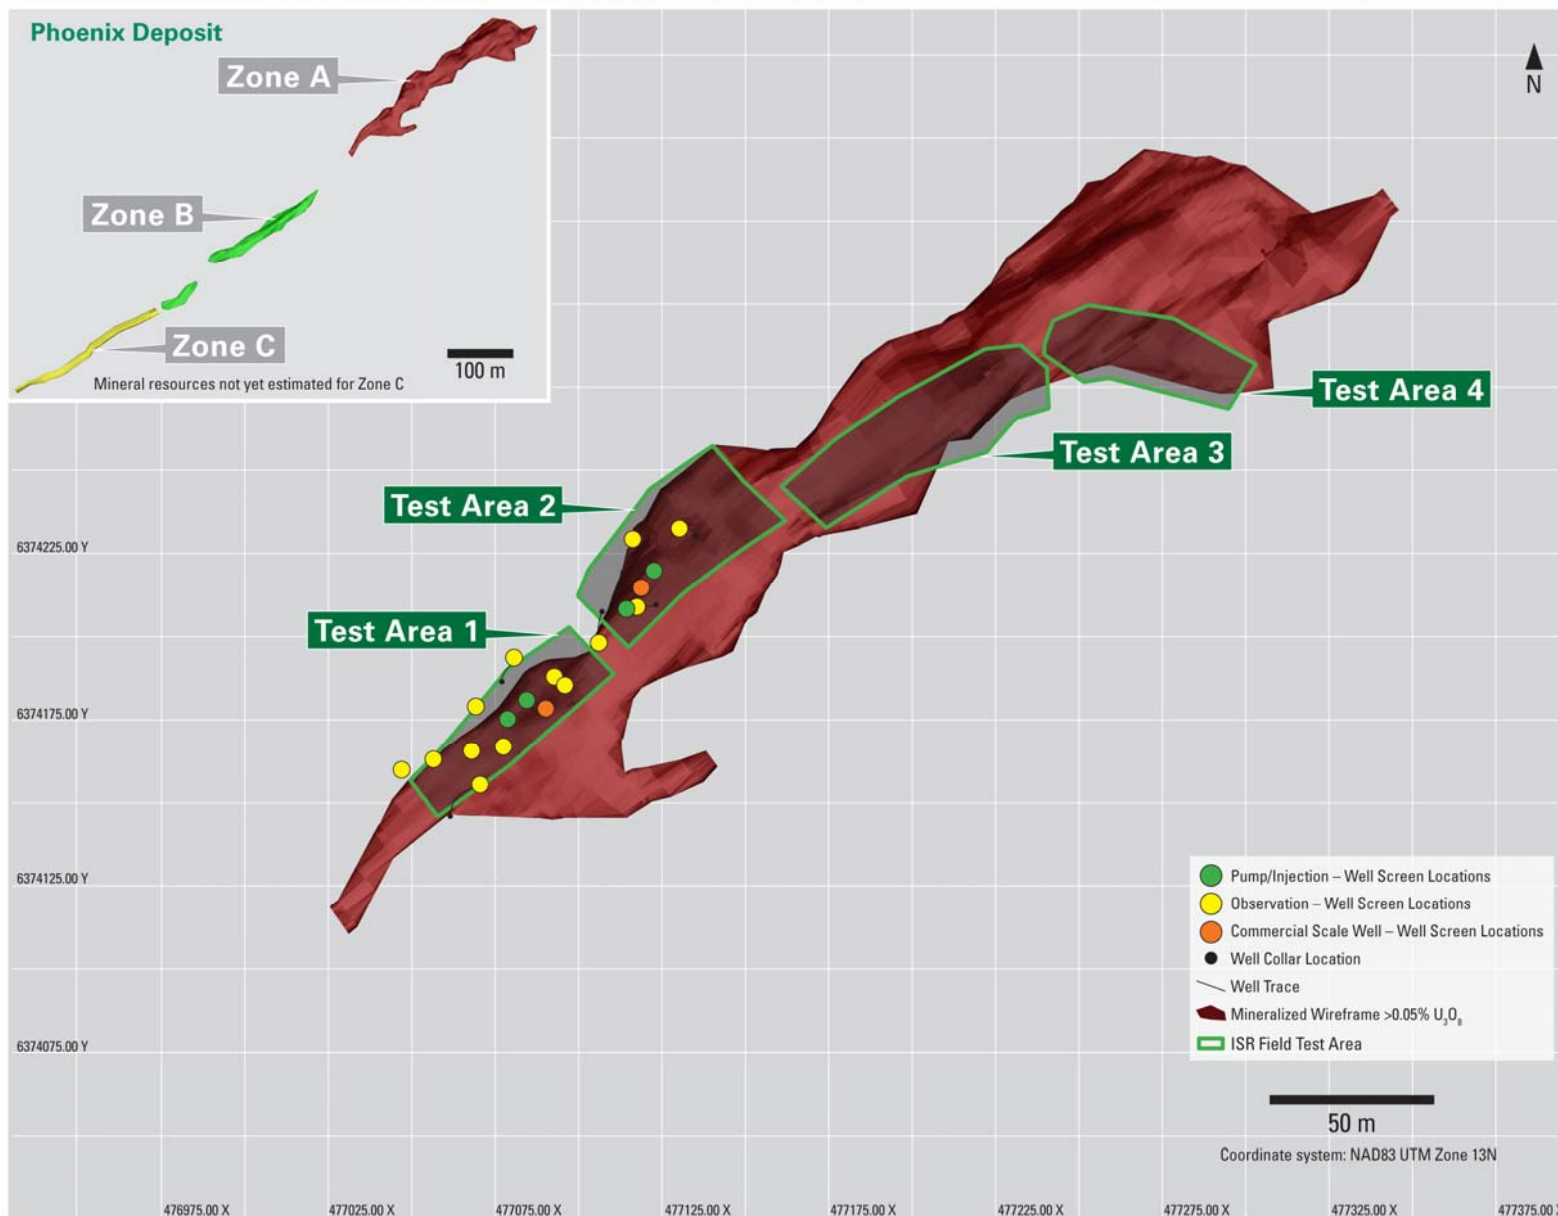 Phoenix Deposit
Zone A
Zone B
Zone C
Mineral resources not yet estimated for Zone C
100 m
N
Test Area 4
Test Area 3
Test Area 2
Test Area 1
6374225.00 Y
6374175.00 Y
6374125.00 Y
6374075.00 Y
Pump/Injection – Well Screen Locations
Observation – Well Screen Locations
Commercial Scale Well – Well Screen Locations
Well Collar Location
Well Trace
Mineralized Wireframe >0.05% U₃O₈
ISR Field Test Area
50 m
Coordinate system: NAD83 UTM Zone 13N
476975.00 X
477025.00 X
477075.00 X
477125.00 X
477175.00 X
477225.00 X
477275.00 X
477325.00 X
477375.00 X